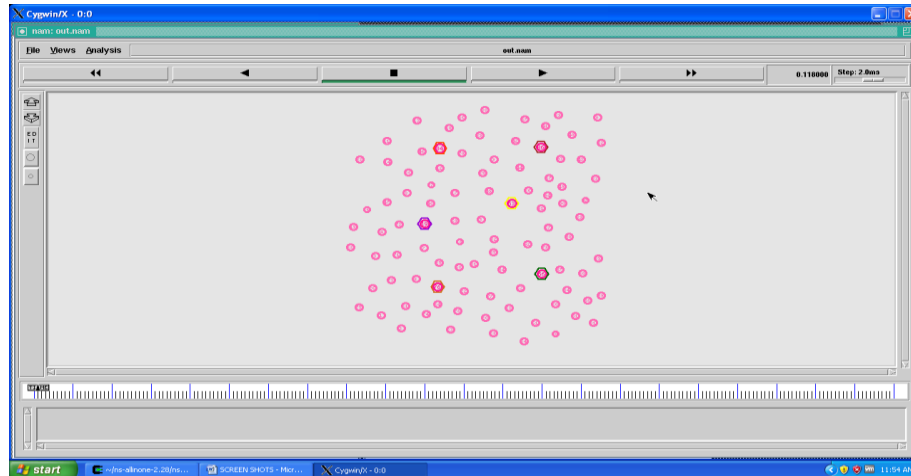 Cygwin/X - 0:0
nam: out.nam
File Views Analysis out.nam
0.118000 Step: 2.0ms
E D
I T
start ~/ns-allinone-2.28/ns... SCREEN SHOTS - Micr... Cygwin/X - 0:0 11:54 AM